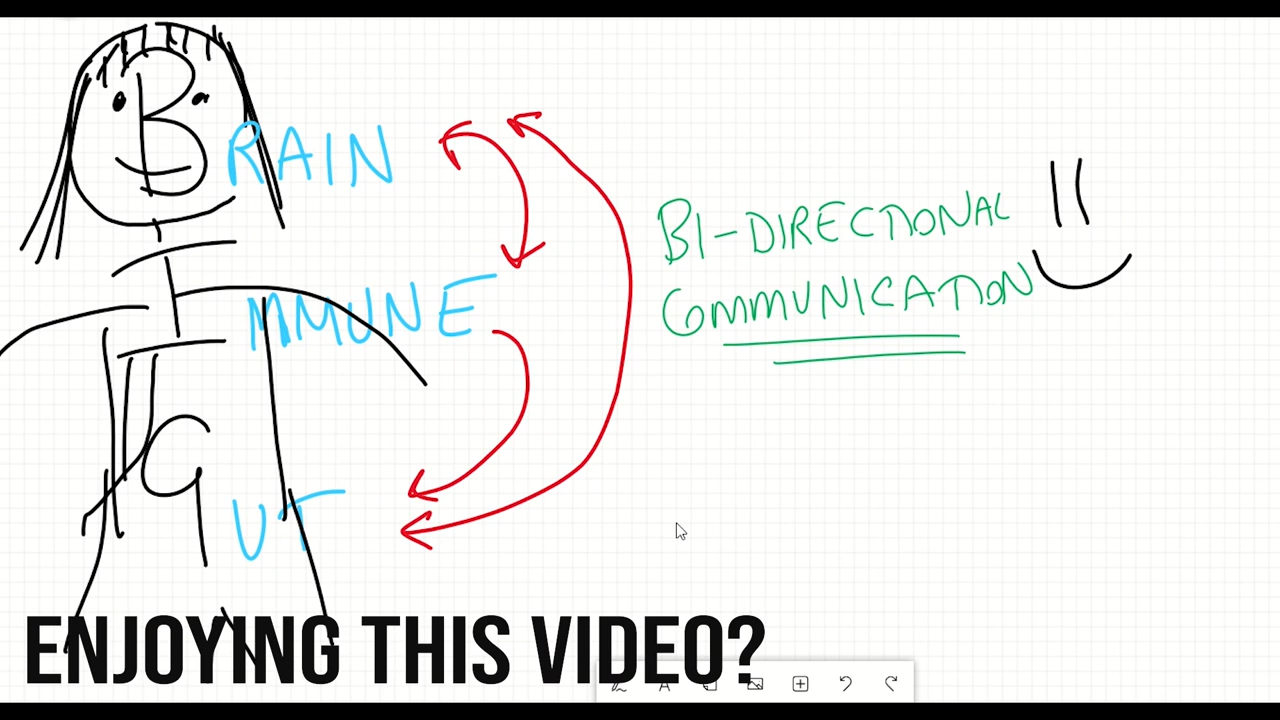 BRAIN
IMMUNE
GUT
BI-DIRECTIONAL
COMMUNICATION
ENJOYING THIS VIDEO?